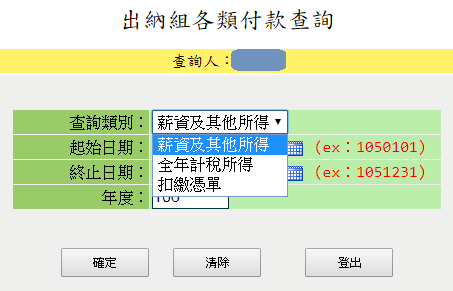 出納組各類付款查詢
查詢人：
查詢類別： 薪資及其他所得
薪資及其他所得
全年計稅所得
扣繳憑單
起始日期： (ex：1050101)
終止日期： (ex：1051231)
年度：
確定 清除 登出